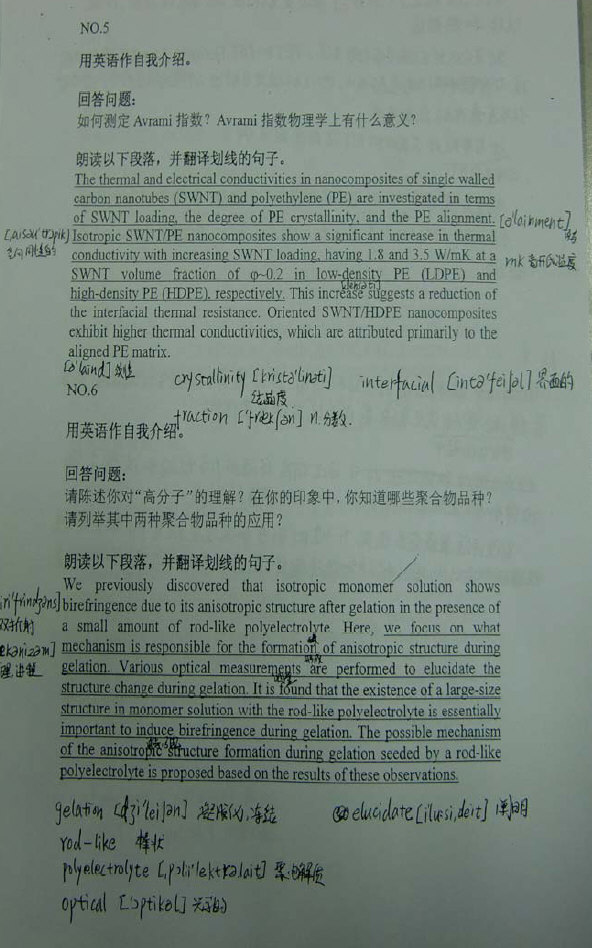 NO.5
用英语作自我介绍。
回答问题:
如何测定 Avrami 指数? Avrami 指数物理学上有什么意义?
朗读以下段落，并翻译划线的句子。
The thermal and electrical conductivities in nanocomposites of single walled
carbon nanotubes (SWNT) and polyethylene (PE) are investigated in terms
of SWNT loading, the degree of PE crystallinity, and the PE alignment.
Isotropic SWNT/PE nanocomposites show a significant increase in thermal
conductivity with increasing SWNT loading, having 1.8 and 3.5 W/mK at a
SWNT volume fraction of φ~0.2 in low-density PE (LDPE) and
high-density PE (HDPE), respectively. This increase suggests a reduction of
the interfacial thermal resistance. Oriented SWNT/HDPE nanocomposites
exhibit higher thermal conductivities, which are attributed primarily to the
aligned PE matrix.
crystallinity [kristə'linəti] interfacial [intə'feiʃəl] 界面的
结晶度
NO.6
fraction ['frækʃən] n.分数.
用英语作自我介绍。
回答问题:
请陈述你对“高分子”的理解? 在你的印象中, 你知道哪些聚合物品种?
请列举其中两种聚合物品种的应用?
朗读以下段落，并翻译划线的句子。
We previously discovered that isotropic monomer solution shows
birefringence due to its anisotropic structure after gelation in the presence of
a small amount of rod-like polyelectrolyte. Here, we focus on what
mechanism is responsible for the formation of anisotropic structure during
gelation. Various optical measurements are performed to elucidate the
structure change during gelation. It is found that the existence of a large-size
structure in monomer solution with the rod-like polyelectrolyte is essentially
important to induce birefringence during gelation. The possible mechanism
of the anisotropic structure formation during gelation seeded by a rod-like
polyelectrolyte is proposed based on the results of these observations.
gelation [dʒi'leiʃən] 凝胶化,冻结 elucidate [ilu:si,deit] 阐明
rod-like 棒状
polyelectrolyte [,pɔli'lektrəlait] 聚电解质
optical ['ɔptikəl] 光学的